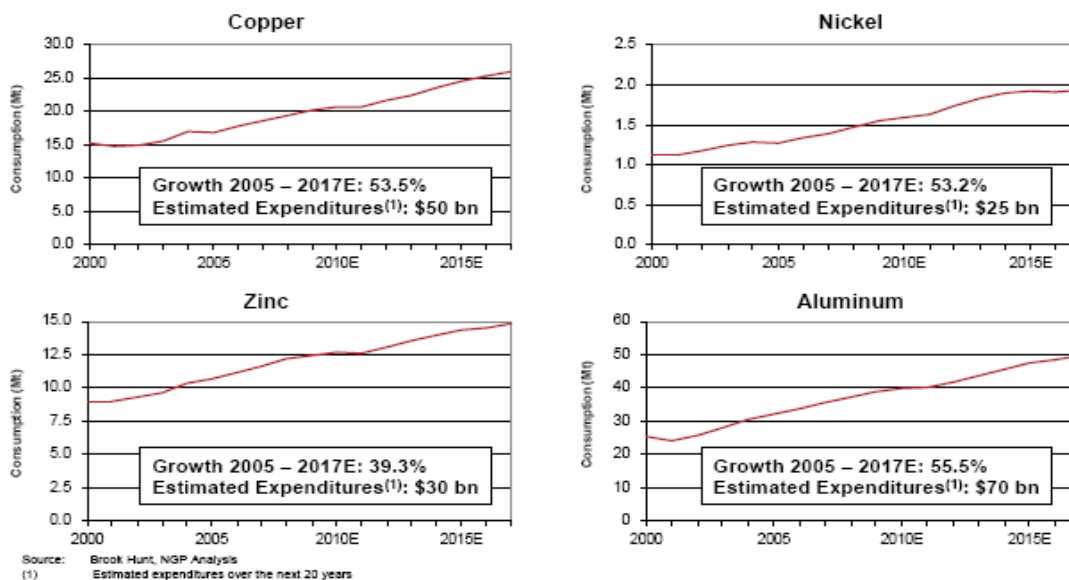 Copper
30.0
25.0
20.0
15.0
10.0
5.0
0.0
Consumption (Mt)
Growth 2005 – 2017E: 53.5%
Estimated Expenditures(1): $50 bn
2000 2005 2010E 2015E
Nickel
2.5
2.0
1.5
1.0
0.5
0.0
Consumption (Mt)
Growth 2005 – 2017E: 53.2%
Estimated Expenditures(1): $25 bn
2000 2005 2010E 2015E
Zinc
15.0
12.5
10.0
7.5
5.0
2.5
0.0
Consumption (Mt)
Growth 2005 – 2017E: 39.3%
Estimated Expenditures(1): $30 bn
2000 2005 2010E 2015E
Aluminum
60
50
40
30
20
10
0
Consumption (Mt)
Growth 2005 – 2017E: 55.5%
Estimated Expenditures(1): $70 bn
2000 2005 2010E 2015E
Source: Brook Hunt, NGP Analysis
(1) Estimated expenditures over the next 20 years